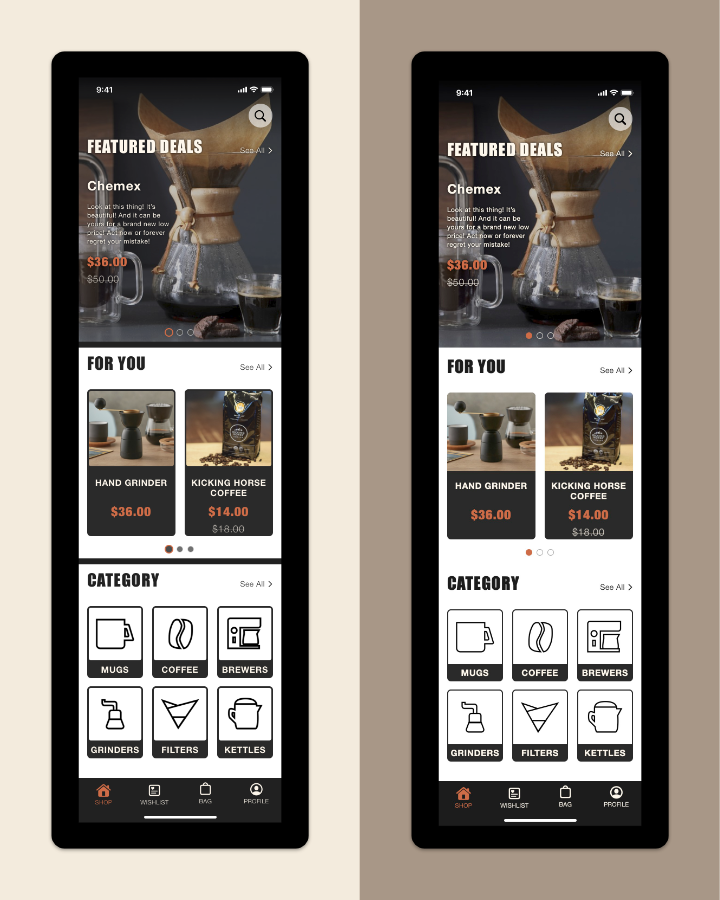 9:41
FEATURED DEALS
See All
Chemex
Look at this thing! It's
beautiful! And it can be
yours for a brand new low
price! Act now or forever
regret your mistake!
$36.00
$50.00
FOR YOU
See All
HAND GRINDER
$36.00
KICKING HORSE
COFFEE
$14.00
$18.00
CATEGORY
See All
MUGS
COFFEE
BREWERS
GRINDERS
FILTERS
KETTLES
SHOP
WISHLIST
BAG
PROFILE
9:41
FEATURED DEALS
See All
Chemex
Look at this thing! It's
beautiful! And it can be
yours for a brand new low
price! Act now or forever
regret your mistake!
$36.00
$50.00
FOR YOU
See All
HAND GRINDER
$36.00
KICKING HORSE
COFFEE
$14.00
$18.00
CATEGORY
See All
MUGS
COFFEE
BREWERS
GRINDERS
FILTERS
KETTLES
SHOP
WISHLIST
BAG
PROFILE